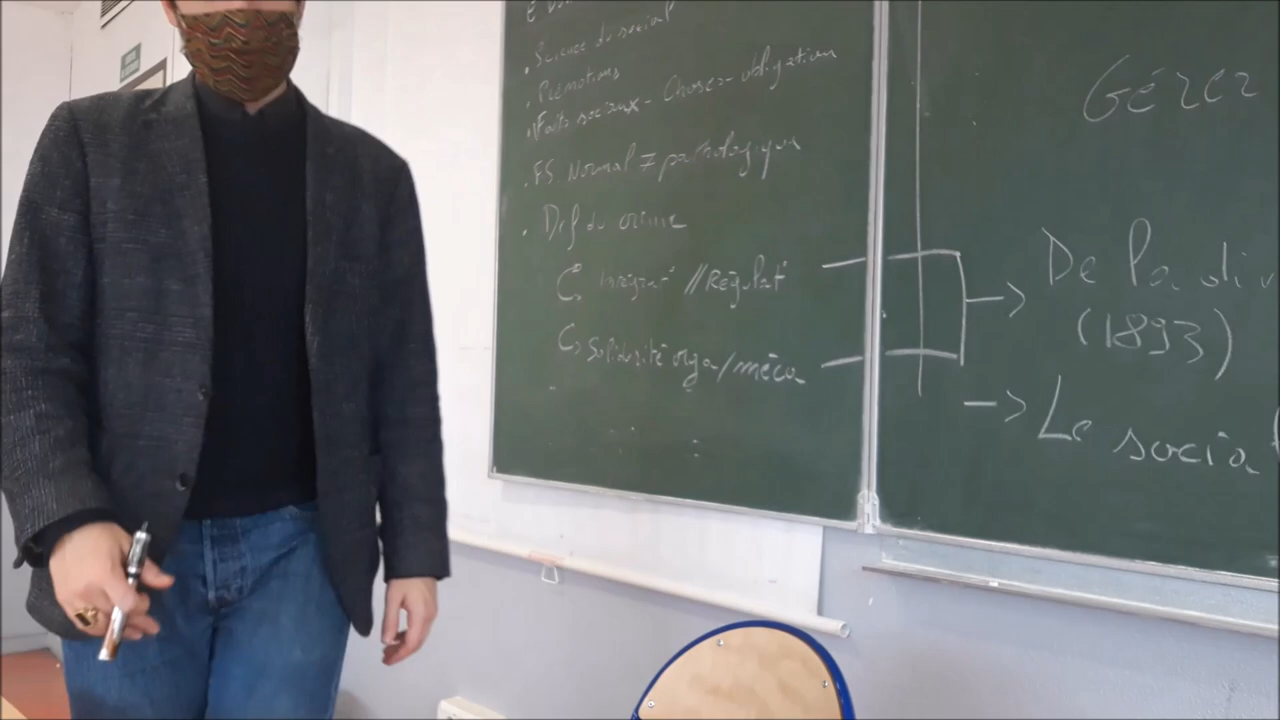 . Science du social
. Prénotions
. Faits sociaux - Choses - obligation
. FS. Normal ≠ pathologique
. Def du crime
Intégrat° // Régulat°
Solidarité orga/méca
Gérer
-> De la div
(1893)
-> Le social